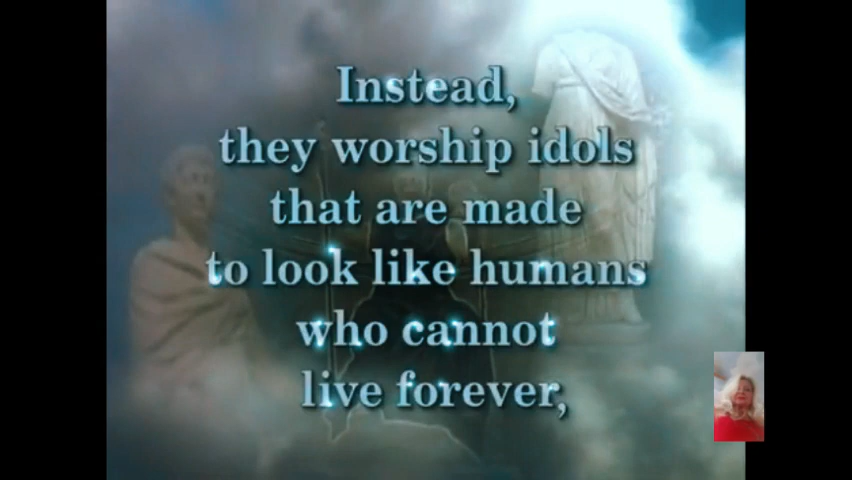 Instead,
they worship idols
that are made
to look like humans
who cannot
live forever,